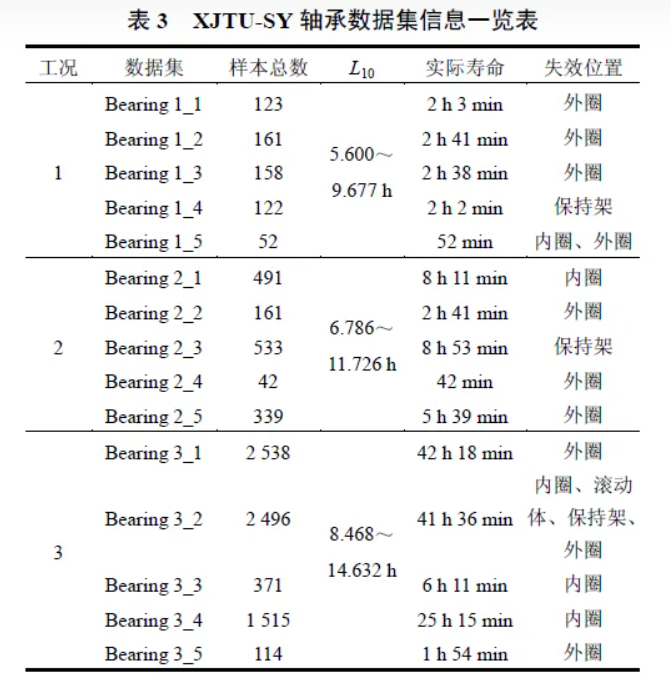 表 3 XJTU-SY 轴承数据集信息一览表
工况 数据集 样本总数 L10 实际寿命 失效位置
Bearing 1_1 123 2 h 3 min 外圈
Bearing 1_2 161 2 h 41 min 外圈
5.600～
1 Bearing 1_3 158 2 h 38 min 外圈
9.677 h
Bearing 1_4 122 2 h 2 min 保持架
Bearing 1_5 52 52 min 内圈、外圈
Bearing 2_1 491 8 h 11 min 内圈
Bearing 2_2 161 2 h 41 min 外圈
6.786～
2 Bearing 2_3 533 8 h 53 min 保持架
11.726 h
Bearing 2_4 42 42 min 外圈
Bearing 2_5 339 5 h 39 min 外圈
Bearing 3_1 2 538 42 h 18 min 外圈
内圈、滚动
Bearing 3_2 2 496 41 h 36 min 体、保持架、
8.468～
外圈
3
14.632 h
Bearing 3_3 371 6 h 11 min 内圈
Bearing 3_4 1 515 25 h 15 min 内圈
Bearing 3_5 114 1 h 54 min 外圈